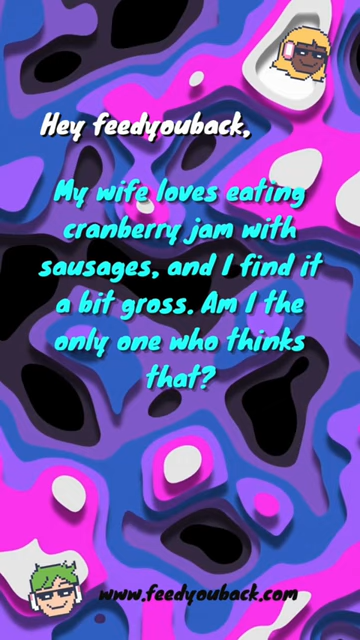 Hey feedyouback,
My wife loves eating
cranberry jam with
sausages, and I find it
a bit gross. Am I the
only one who thinks
that?
www.feedyouback.com